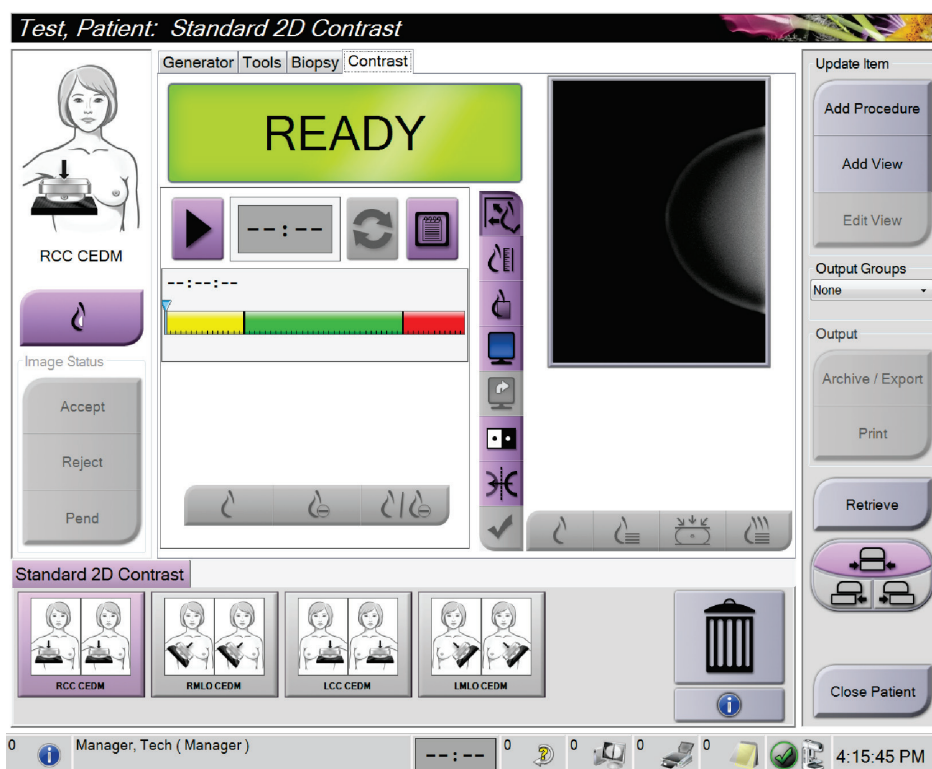 Test, Patient:  Standard 2D Contrast
Generator Tools Biopsy Contrast
READY
--:--
--:--:--
RCC CEDM
Image Status
Accept
Reject
Pend
Update Item
Add Procedure
Add View
Edit View
Output Groups
None
Output
Archive / Export
Print
Retrieve
Close Patient
Standard 2D Contrast
RCC CEDM
RMLO CEDM
LCC CEDM
LMLO CEDM
0 Manager, Tech ( Manager ) --:-- 0 0 0 0 4:15:45 PM